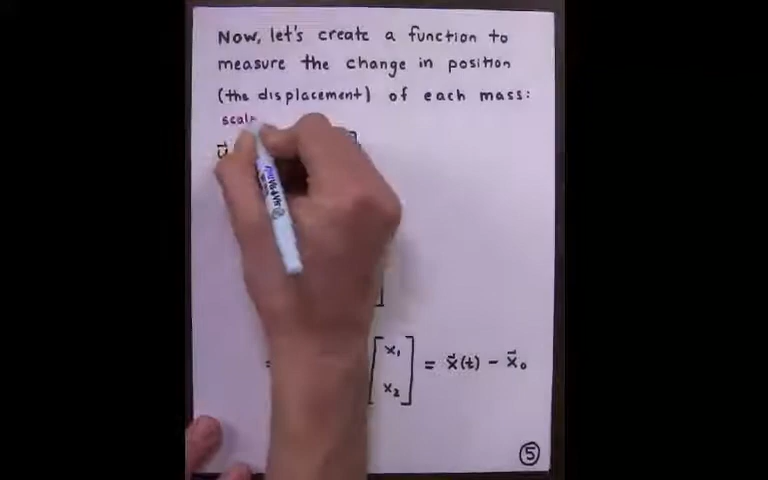 Now, let's create a function to
measure the change in position
(the displacement) of each mass:
scal
x₁
x₂
= x⃗(t) - x⃗₀
5